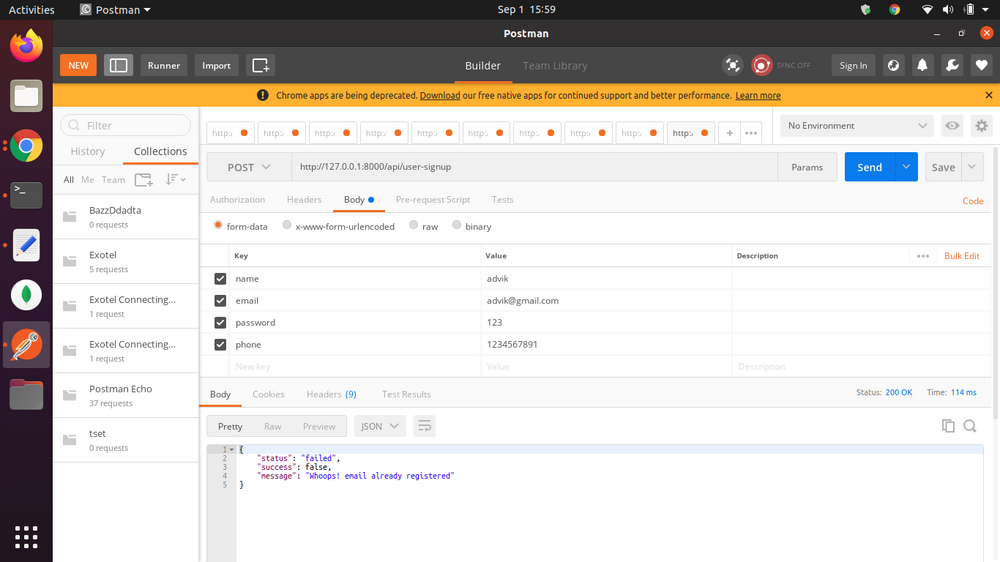 Activities Postman Sep 1 15:59
Postman
NEW Runner Import Builder Team Library SYNC OFF Sign In
Chrome apps are being deprecated. Download our free native apps for continued support and better performance. Learn more
Filter
History Collections
All Me Team
BazzDdadta
0 requests
Exotel
5 requests
Exotel Connecting...
1 request
Exotel Connecting...
1 request
Postman Echo
37 requests
tset
0 requests
http:/ http:/ http:/ http:/ http:/ http:/ http:/ http:/ http:/ http:/ + ••• No Environment
POST http://127.0.0.1:8000/api/user-signup Params Send Save
Authorization Headers Body Pre-request Script Tests Code
form-data x-www-form-urlencoded raw binary
Key Value Description ••• Bulk Edit
name advik
email advik@gmail.com
password 123
phone 1234567891
New key Value Description
Body Cookies Headers (9) Test Results Status: 200 OK Time: 114 ms
Pretty Raw Preview JSON
1 {
2 "status": "failed",
3 "success": false,
4 "message": "Whoops! email already registered"
5 }